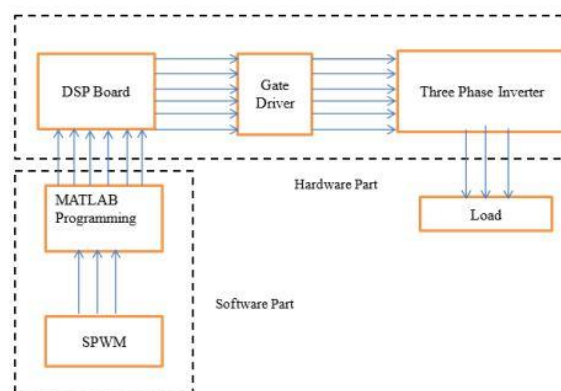 DSP Board
Gate
Driver
Three Phase Inverter
Hardware Part
MATLAB
Programming
Load
Software Part
SPWM